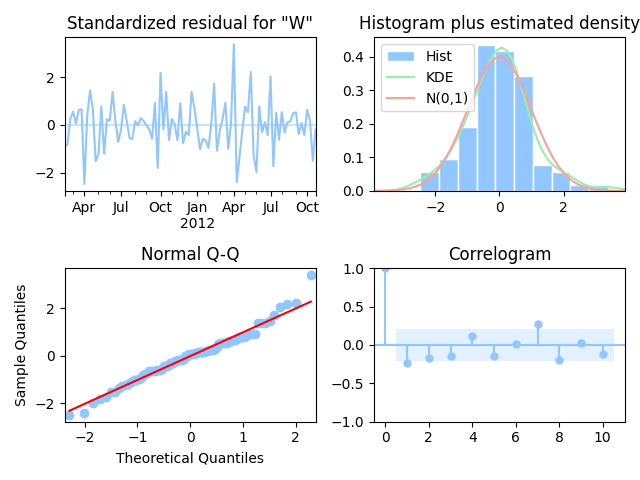 Standardized residual for "W"
2
0
−2
Apr Jul Oct Jan Apr Jul Oct
2012
Histogram plus estimated density
Hist
KDE
N(0,1)
0.4
0.3
0.2
0.1
0.0
−2 0 2
Normal Q-Q
Sample Quantiles
2
0
−2
−2 −1 0 1 2
Theoretical Quantiles
Correlogram
1.0
0.5
0.0
−0.5
−1.0
0 2 4 6 8 10